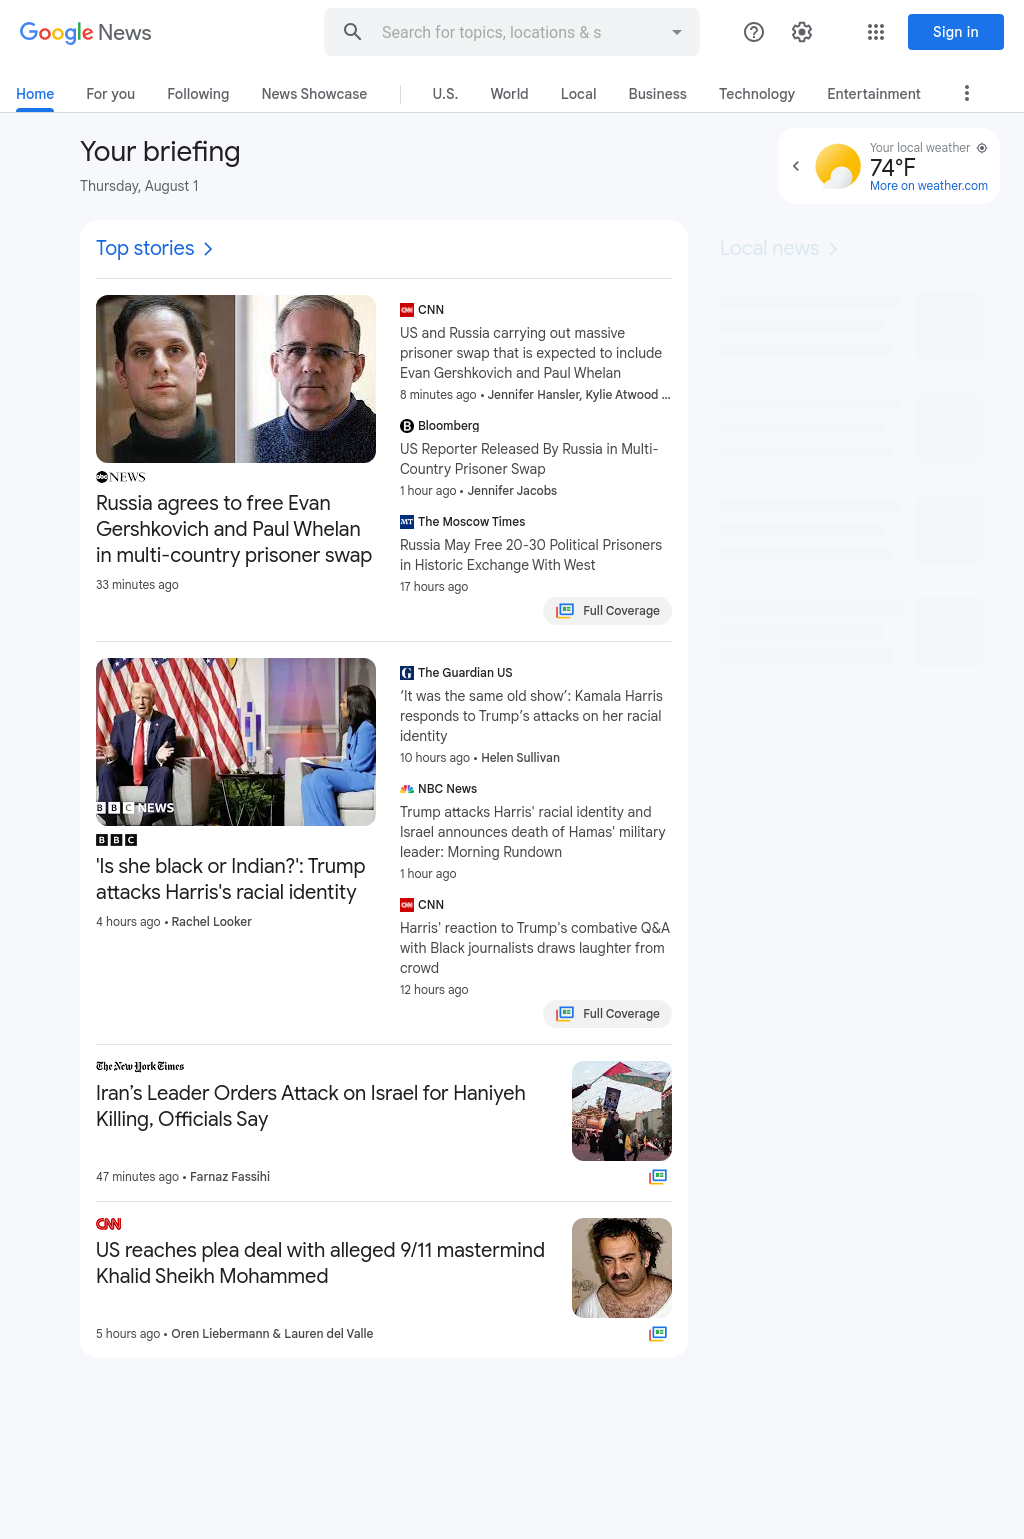 Google News
Search for topics, locations & s
Sign in
Home
For you
Following
News Showcase
U.S.
World
Local
Business
Technology
Entertainment
Your briefing
Thursday, August 1
Your local weather
74°F
More on weather.com
Top stories
Local news
abc NEWS
Russia agrees to free Evan
Gershkovich and Paul Whelan
in multi-country prisoner swap
33 minutes ago
CNN
US and Russia carrying out massive
prisoner swap that is expected to include
Evan Gershkovich and Paul Whelan
8 minutes ago • Jennifer Hansler, Kylie Atwood ...
Bloomberg
US Reporter Released By Russia in Multi-
Country Prisoner Swap
1 hour ago • Jennifer Jacobs
MT The Moscow Times
Russia May Free 20-30 Political Prisoners
in Historic Exchange With West
17 hours ago
Full Coverage
BBC NEWS
BBC
'Is she black or Indian?': Trump
attacks Harris's racial identity
4 hours ago • Rachel Looker
The Guardian US
‘It was the same old show’: Kamala Harris
responds to Trump’s attacks on her racial
identity
10 hours ago • Helen Sullivan
NBC News
Trump attacks Harris' racial identity and
Israel announces death of Hamas' military
leader: Morning Rundown
1 hour ago
CNN
Harris' reaction to Trump's combative Q&A
with Black journalists draws laughter from
crowd
12 hours ago
Full Coverage
The New York Times
Iran’s Leader Orders Attack on Israel for Haniyeh
Killing, Officials Say
47 minutes ago • Farnaz Fassihi
CNN
US reaches plea deal with alleged 9/11 mastermind
Khalid Sheikh Mohammed
5 hours ago • Oren Liebermann & Lauren del Valle